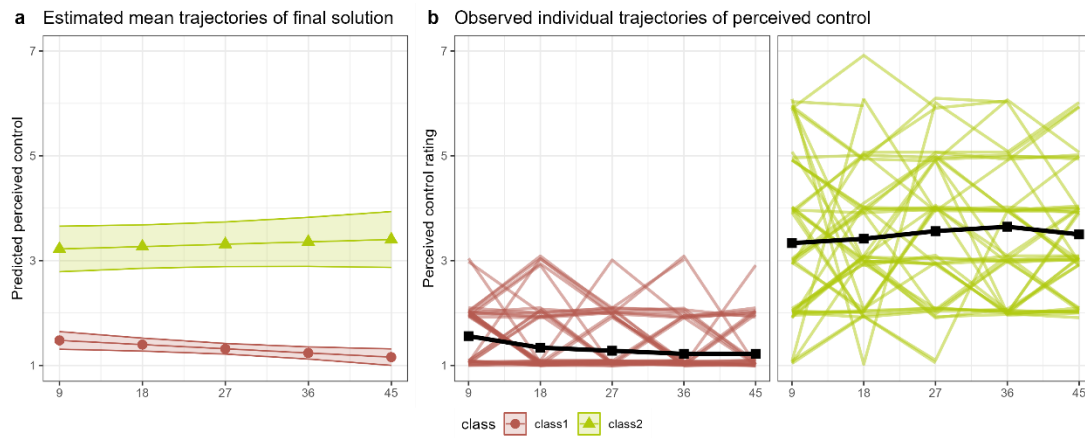 a Estimated mean trajectories of final solution
b Observed individual trajectories of perceived control
Predicted perceived control
7
5
3
1
9 18 27 36 45
Perceived control rating
7
5
3
1
9 18 27 36 45
9 18 27 36 45
class class1 class2